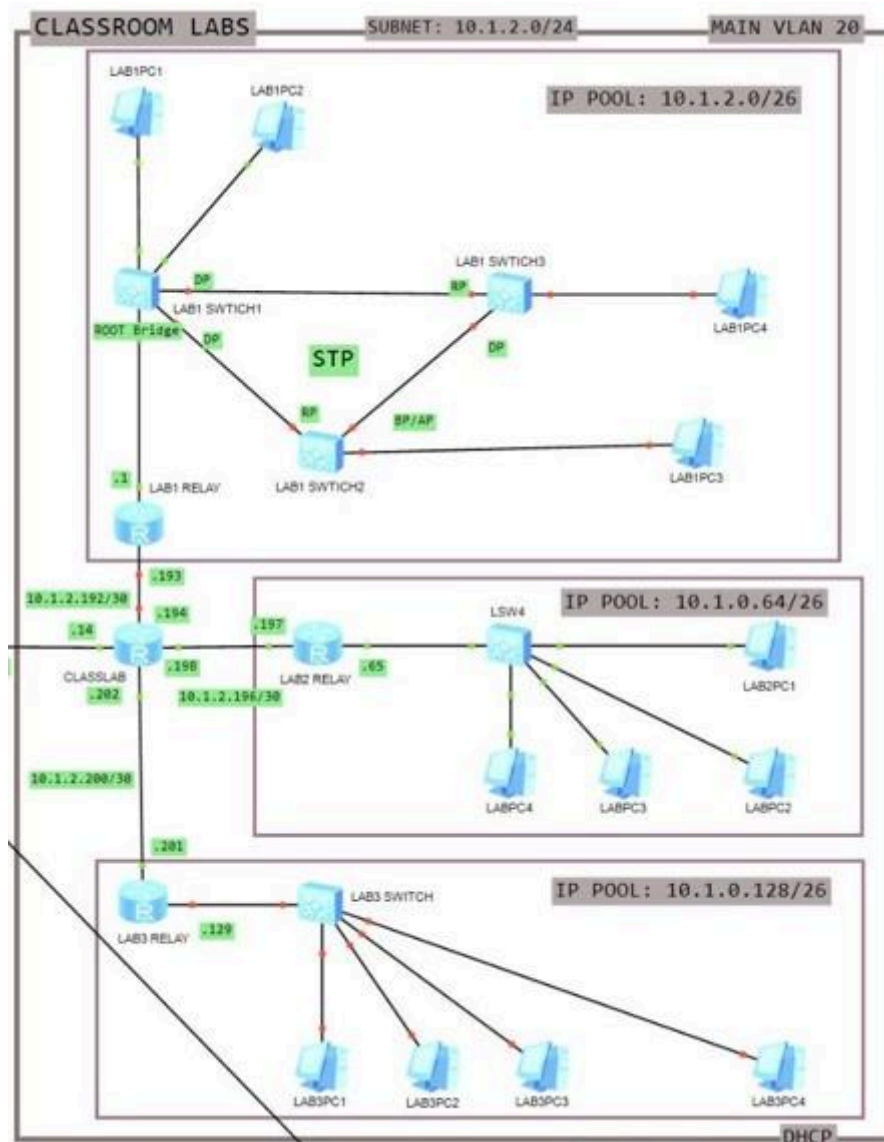 CLASSROOM LABS
SUBNET: 10.1.2.0/24
MAIN VLAN 20
LAB1PC1
LAB1PC2
IP POOL: 10.1.2.0/26
LAB1 SWTICH3
DP
RP
LAB1 SWTICH1
LAB1PC4
ROOT Bridge
DP
DP
STP
RP
BP/AP
LAB1 SWTICH2
LAB1PC3
.1
LAB1 RELAY
.193
10.1.2.192/30
.194
IP POOL: 10.1.0.64/26
LSW4
.14
.197
CLASSLAB
.198
LAB2 RELAY
.65
LAB2PC1
.202
10.1.2.196/30
10.1.2.200/30
LABPC4
LABPC3
LABPC2
.201
IP POOL: 10.1.0.128/26
LAB3 SWITCH
LAB3 RELAY
.129
LAB3PC1
LAB3PC2
LAB3PC3
LAB3PC4
DHCP